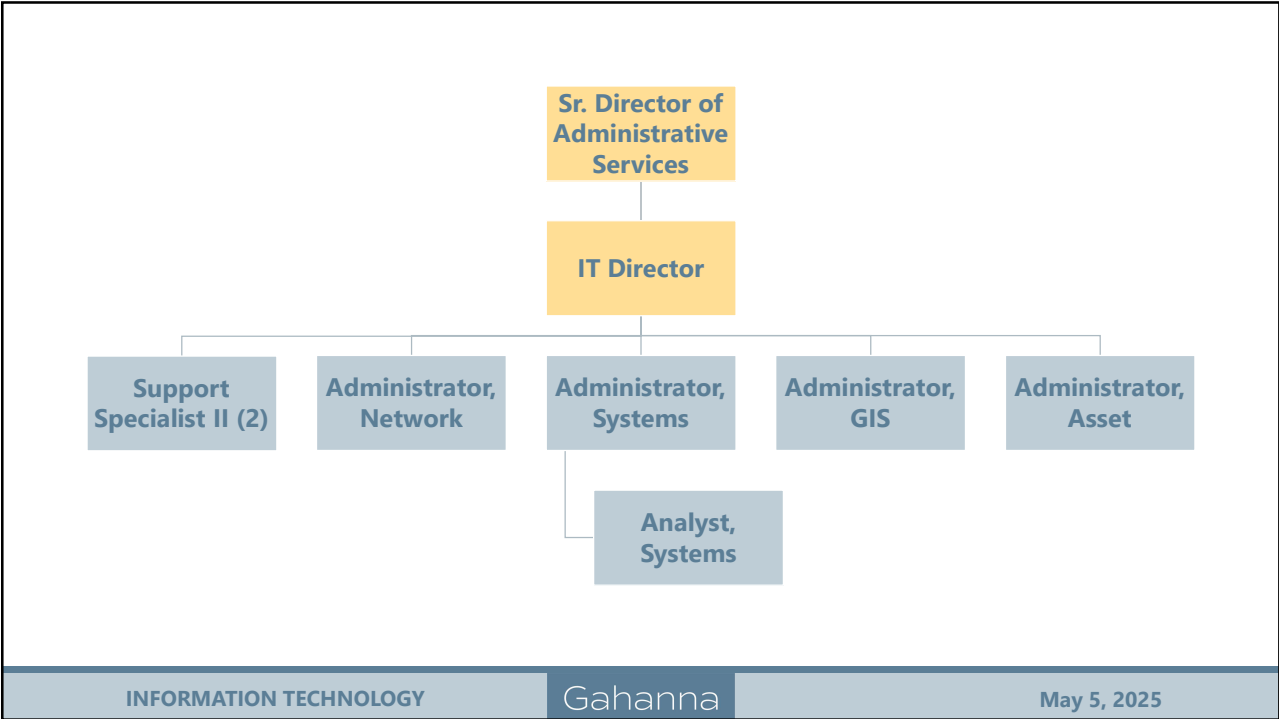 Sr. Director of
Administrative
Services
IT Director
Support
Specialist II (2)
Administrator,
Network
Administrator,
Systems
Administrator,
GIS
Administrator,
Asset
Analyst,
Systems
INFORMATION TECHNOLOGY
Gahanna
May 5, 2025